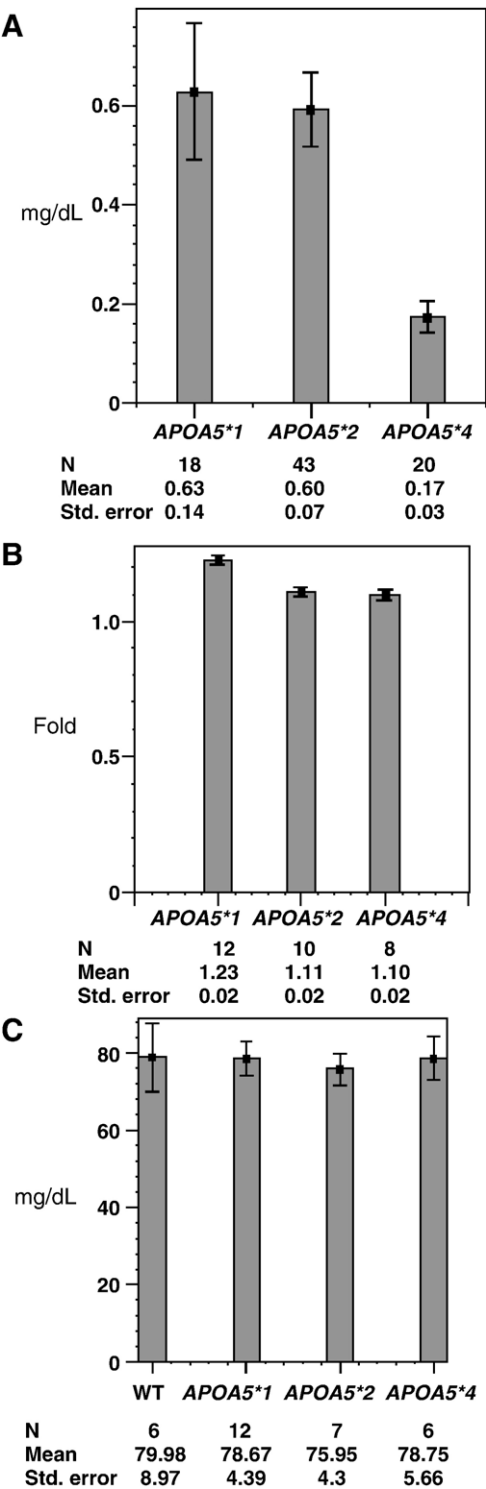 A
0.6
mg/dL 0.4
0.2
0
APOA5*1 APOA5*2 APOA5*4
N 18 43 20
Mean 0.63 0.60 0.17
Std. error 0.14 0.07 0.03
B
1.0
Fold
0.5
0
APOA5*1 APOA5*2 APOA5*4
N 12 10 8
Mean 1.23 1.11 1.10
Std. error 0.02 0.02 0.02
C
80
60
mg/dL 40
20
0
WT APOA5*1 APOA5*2 APOA5*4
N 6 12 7 6
Mean 79.98 78.67 75.95 78.75
Std. error 8.97 4.39 4.3 5.66